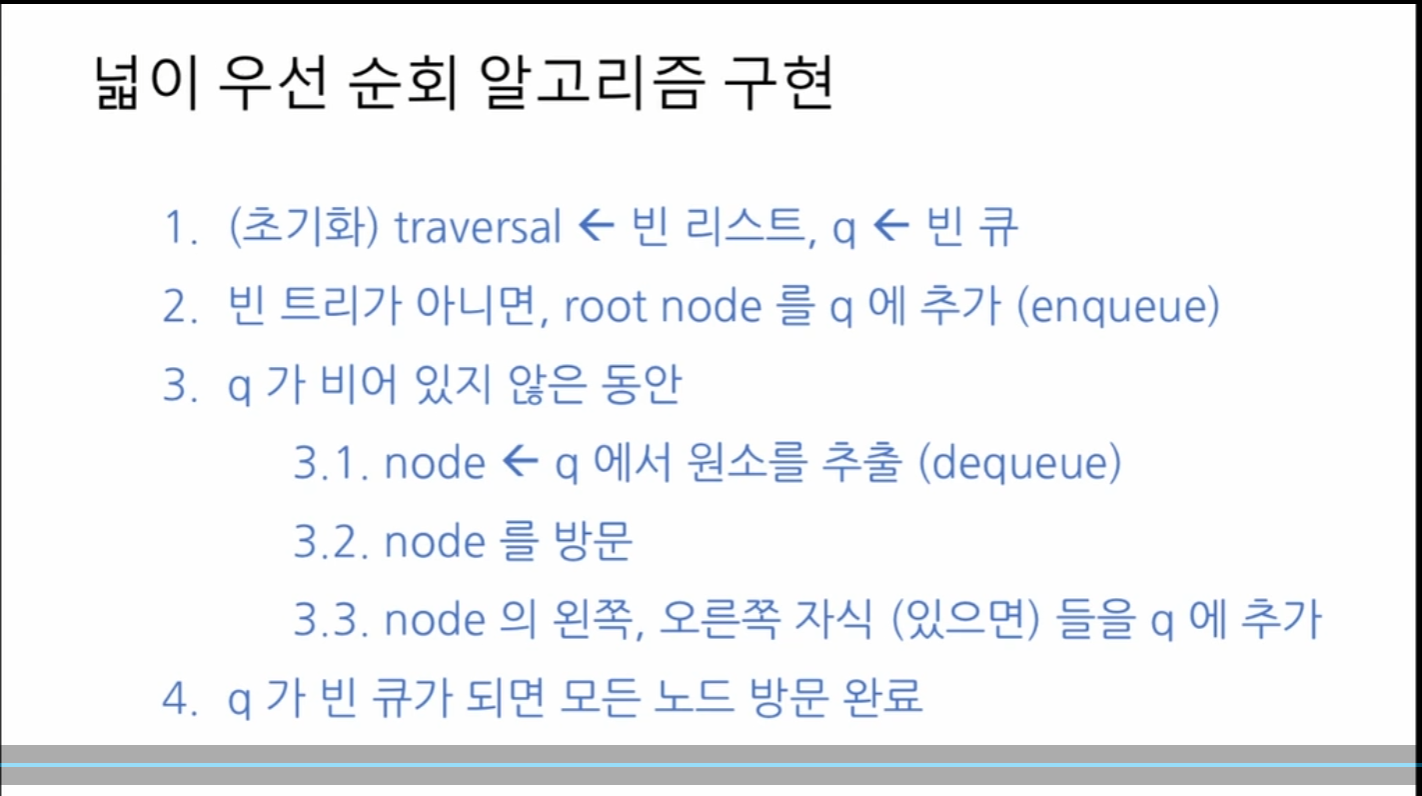 넓이 우선 순회 알고리즘 구현
1. (초기화) traversal ← 빈 리스트, q ← 빈 큐
2. 빈 트리가 아니면, root node 를 q 에 추가 (enqueue)
3. q 가 비어 있지 않은 동안
3.1. node ← q 에서 원소를 추출 (dequeue)
3.2. node 를 방문
3.3. node 의 왼쪽, 오른쪽 자식 (있으면) 들을 q 에 추가
4. q 가 빈 큐가 되면 모든 노드 방문 완료